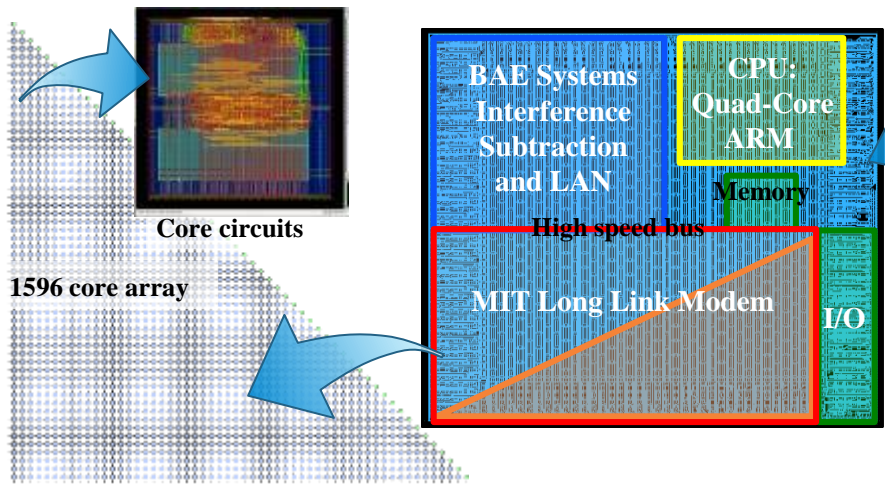 BAE Systems
Interference
Subtraction
and LAN
CPU:
Quad-Core
ARM
Memory
Core circuits
High speed bus
1596 core array
MIT Long Link Modem
I/O